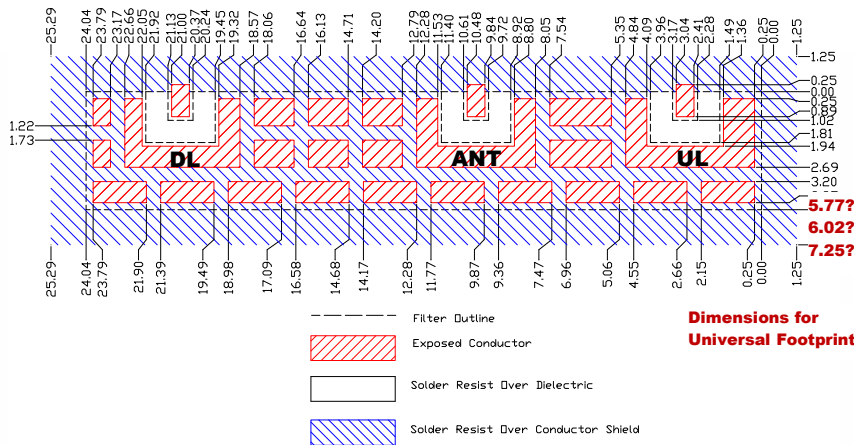 25.29 24.04 23.79 23.17 22.66 22.05 21.92 21.13 21.00 20.37 20.24 19.45 19.32 18.57 18.06 16.64 16.13 14.71 14.20 12.79 12.28 11.53 11.40 10.61 10.48 9.84 9.72 8.92 8.80 8.05 7.54 5.35 4.84 4.09 3.96 3.17 3.04 2.41 2.28 1.49 1.36 0.25 0.00 1.25
1.25
0.25
0.00
0.25
0.89
1.02
1.22
1.81
1.73
1.94
DL ANT UL
2.69
3.20
5.77?
6.02?
7.25?
25.29 24.04 23.79 21.90 21.39 19.49 18.98 17.09 16.58 14.68 14.17 12.28 11.77 9.87 9.36 7.47 6.96 5.06 4.55 2.66 2.15 0.25 0.00 1.25
Filter Outline
Dimensions for
Universal Footprint
Exposed Conductor
Solder Resist Over Dielectric
Solder Resist Over Conductor Shield